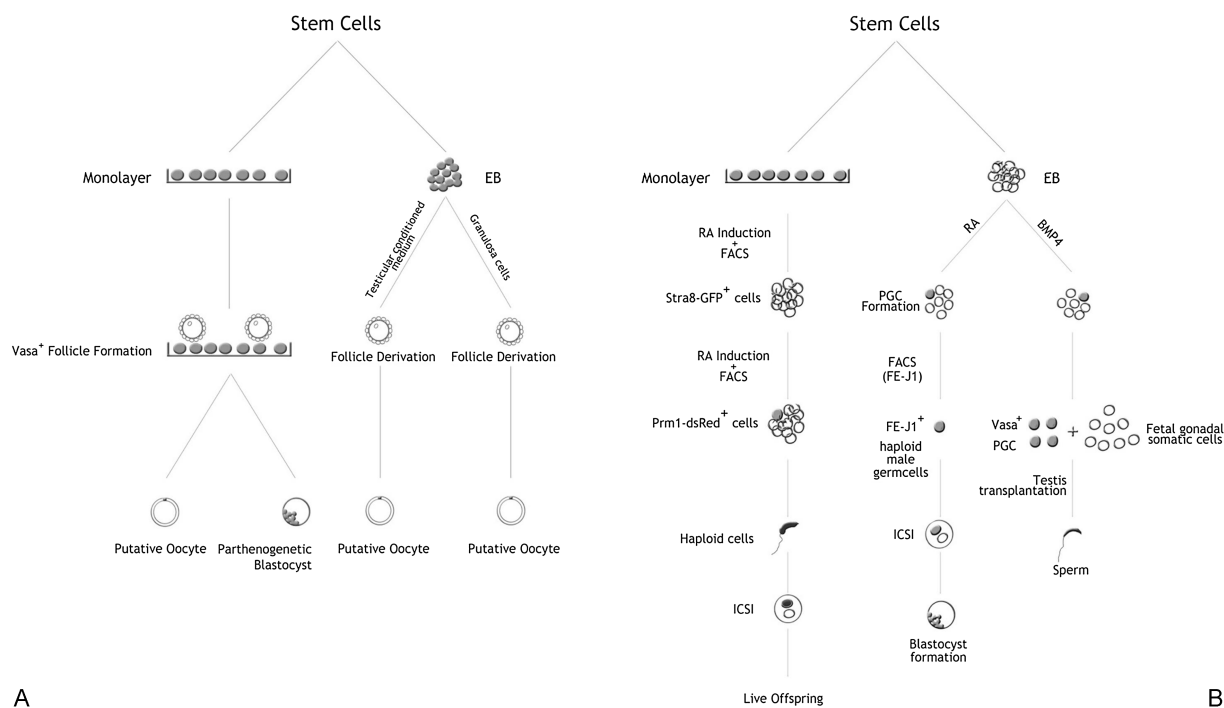 Stem Cells
Monolayer
EB
Testicular conditioned
medium
Granulosa cells
Vasa+ Follicle Formation
Follicle Derivation
Follicle Derivation
Putative Oocyte
Parthenogenetic
Blastocyst
Putative Oocyte
Putative Oocyte
A
Stem Cells
Monolayer
EB
RA Induction
+
FACS
RA
BMP4
Stra8-GFP+ cells
PGC
Formation
RA Induction
+
FACS
FACS
(FE-J1)
Prm1-dsRed+ cells
FE-J1+
haploid
male
germcells
Vasa+
PGC
+
Fetal gonadal
somatic cells
Testis
transplantation
Haploid cells
ICSI
Sperm
ICSI
Blastocyst
formation
Live Offspring
B